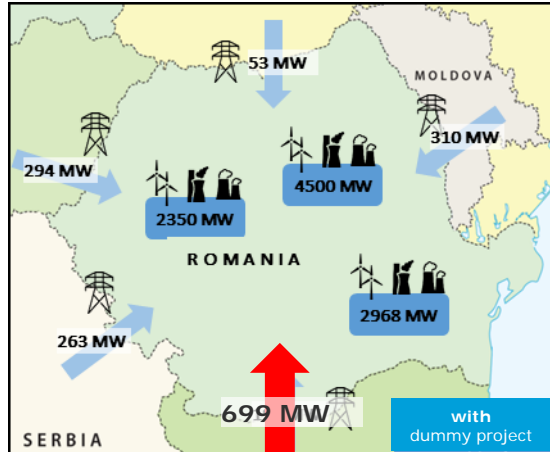 53 MW
MOLDOVA
310 MW
294 MW
4500 MW
2350 MW
ROMANIA
2968 MW
263 MW
699 MW
with
dummy project
SERBIA